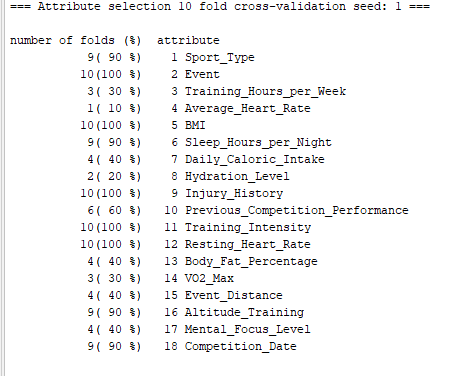 === Attribute selection 10 fold cross-validation seed: 1 ===
number of folds (%)  attribute
9( 90 %)    1 Sport_Type
10(100 %)    2 Event
3( 30 %)    3 Training_Hours_per_Week
1( 10 %)    4 Average_Heart_Rate
10(100 %)    5 BMI
9( 90 %)    6 Sleep_Hours_per_Night
4( 40 %)    7 Daily_Caloric_Intake
2( 20 %)    8 Hydration_Level
10(100 %)    9 Injury_History
6( 60 %)   10 Previous_Competition_Performance
10(100 %)   11 Training_Intensity
10(100 %)   12 Resting_Heart_Rate
4( 40 %)   13 Body_Fat_Percentage
3( 30 %)   14 VO2_Max
4( 40 %)   15 Event_Distance
9( 90 %)   16 Altitude_Training
4( 40 %)   17 Mental_Focus_Level
9( 90 %)   18 Competition_Date